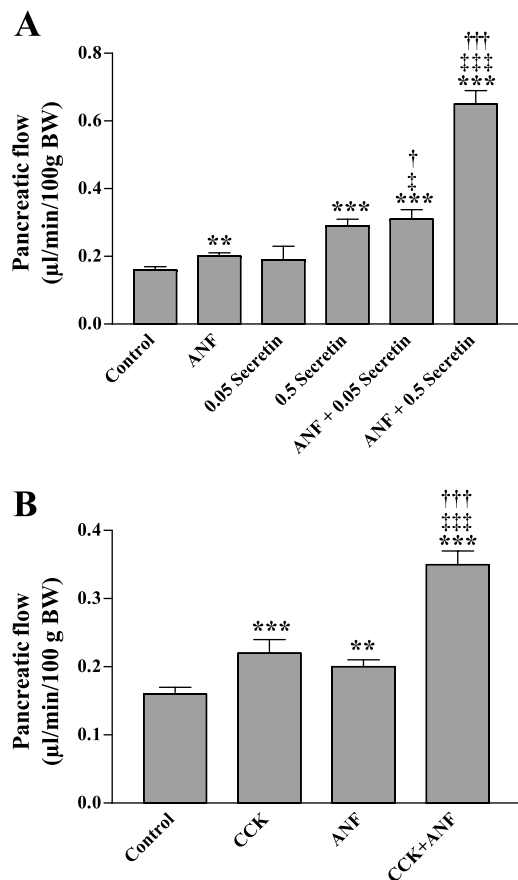 A
†††
‡‡‡
***
0.8
0.6
0.4
0.2
0.0
Pancreatic flow
(µl/min/100g BW)
**
***
†
‡
***
Control
ANF
0.05 Secretin
0.5 Secretin
ANF + 0.05 Secretin
ANF + 0.5 Secretin
B
†††
‡‡‡
***
0.4
0.3
0.2
0.1
0.0
Pancreatic flow
(µl/min/100 g BW)
***
**
Control
CCK
ANF
CCK+ANF